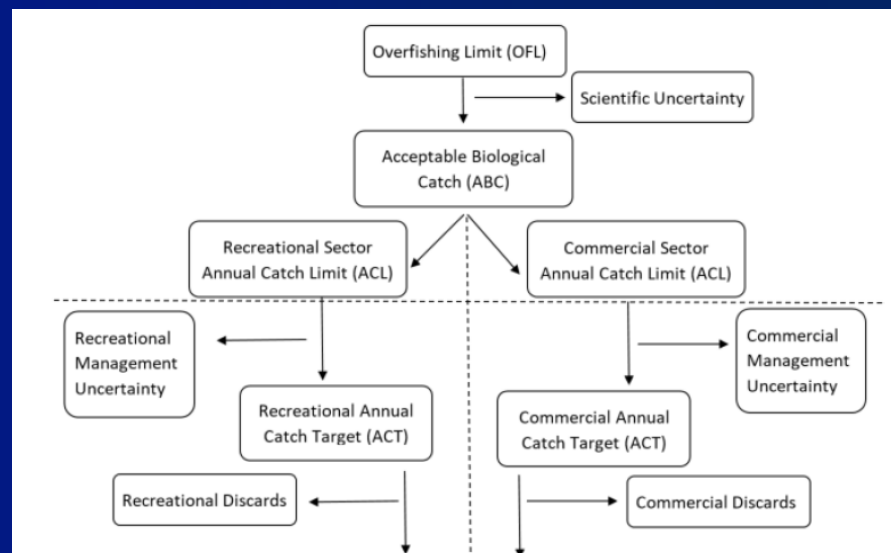 Overfishing Limit (OFL)
Scientific Uncertainty
Acceptable Biological
Catch (ABC)
Recreational Sector
Annual Catch Limit (ACL)
Commercial Sector
Annual Catch Limit (ACL)
Recreational
Management
Uncertainty
Commercial
Management
Uncertainty
Recreational Annual
Catch Target (ACT)
Commercial Annual
Catch Target (ACT)
Recreational Discards
Commercial Discards